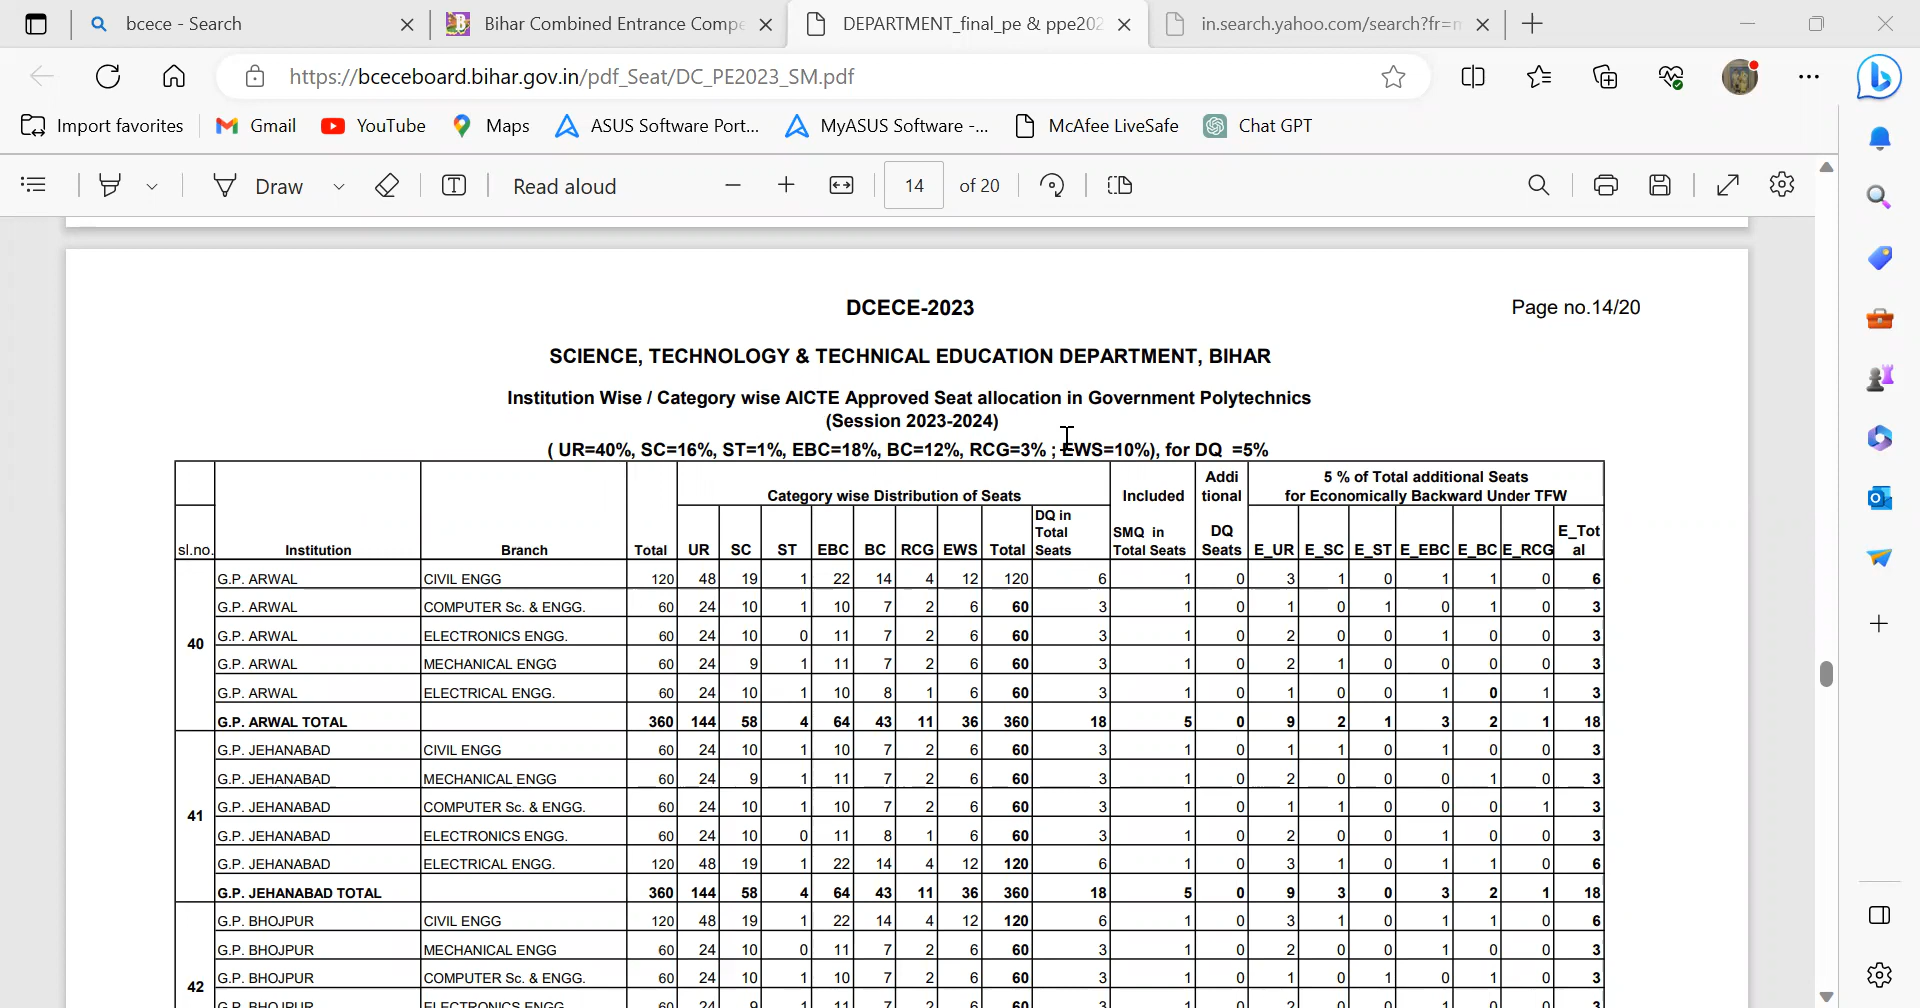 bcece - Search
Bihar Combined Entrance Compe
DEPARTMENT_final_pe & ppe202
in.search.yahoo.com/search?fr=m
https://bceceboard.bihar.gov.in/pdf_Seat/DC_PE2023_SM.pdf
Import favorites Gmail YouTube Maps ASUS Software Port... MyASUS Software -... McAfee LiveSafe Chat GPT
Draw Read aloud 14 of 20
DCECE-2023 Page no.14/20
SCIENCE, TECHNOLOGY & TECHNICAL EDUCATION DEPARTMENT, BIHAR
Institution Wise / Category wise AICTE Approved Seat allocation in Government Polytechnics
(Session 2023-2024)
( UR=40%, SC=16%, ST=1%, EBC=18%, BC=12%, RCG=3% ; EWS=10%), for DQ =5%
sl.no. Institution Branch Total Category wise Distribution of Seats Included SMQ in Total Seats Additional DQ Seats 5 % of Total additional Seats for Economically Backward Under TFW
UR SC ST EBC BC RCG EWS Total DQ in Total Seats E_UR E_SC E_ST E_EBC E_BC E_RCG E_Total
40
G.P. ARWAL CIVIL ENGG 120 48 19 1 22 14 4 12 120 6 1 0 3 1 0 1 1 0 6
G.P. ARWAL COMPUTER Sc. & ENGG. 60 24 10 1 10 7 2 6 60 3 1 0 1 0 1 0 1 0 3
G.P. ARWAL ELECTRONICS ENGG. 60 24 10 0 11 7 2 6 60 3 1 0 2 0 0 1 0 0 3
G.P. ARWAL MECHANICAL ENGG 60 24 9 1 11 7 2 6 60 3 1 0 2 1 0 0 0 0 3
G.P. ARWAL ELECTRICAL ENGG. 60 24 10 1 10 8 1 6 60 3 1 0 1 0 0 1 0 1 3
G.P. ARWAL TOTAL 360 144 58 4 64 43 11 36 360 18 5 0 9 2 1 3 2 1 18
41
G.P. JEHANABAD CIVIL ENGG 60 24 10 1 10 7 2 6 60 3 1 0 1 1 0 1 0 0 3
G.P. JEHANABAD MECHANICAL ENGG 60 24 9 1 11 7 2 6 60 3 1 0 2 0 0 0 1 0 3
G.P. JEHANABAD COMPUTER Sc. & ENGG. 60 24 10 1 10 7 2 6 60 3 1 0 1 1 0 0 0 1 3
G.P. JEHANABAD ELECTRONICS ENGG. 60 24 10 0 11 8 1 6 60 3 1 0 2 0 0 1 0 0 3
G.P. JEHANABAD ELECTRICAL ENGG. 120 48 19 1 22 14 4 12 120 6 1 0 3 1 0 1 1 0 6
G.P. JEHANABAD TOTAL 360 144 58 4 64 43 11 36 360 18 5 0 9 3 0 3 2 1 18
42
G.P. BHOJPUR CIVIL ENGG 120 48 19 1 22 14 4 12 120 6 1 0 3 1 0 1 1 0 6
G.P. BHOJPUR MECHANICAL ENGG 60 24 10 0 11 7 2 6 60 3 1 0 2 0 0 1 0 0 3
G.P. BHOJPUR COMPUTER Sc. & ENGG. 60 24 10 1 10 7 2 6 60 3 1 0 1 0 1 0 1 0 3
G.P. BHOJPUR ELECTRONICS ENGG. 60 24 9 1 11 7 2 6 60 3 1 0 2 0 0 1 0 0 3